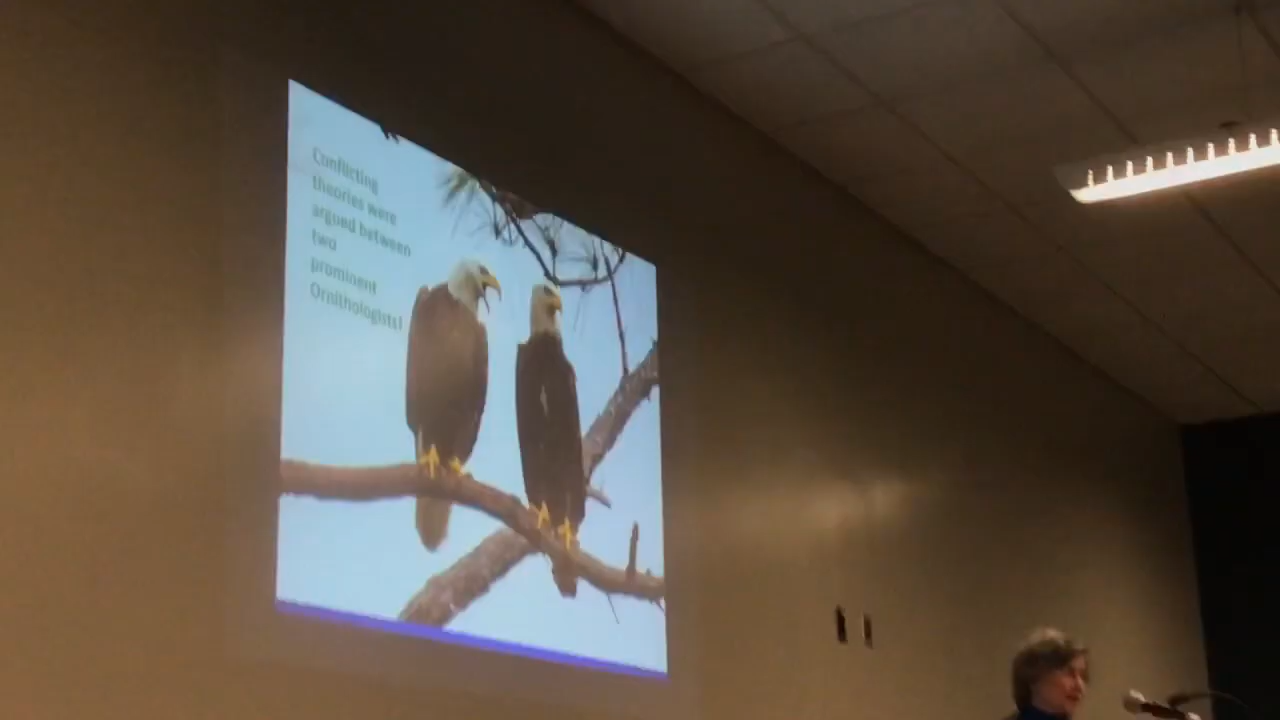 Conflicting
theories were
argued between
two
prominent
Ornithologists!